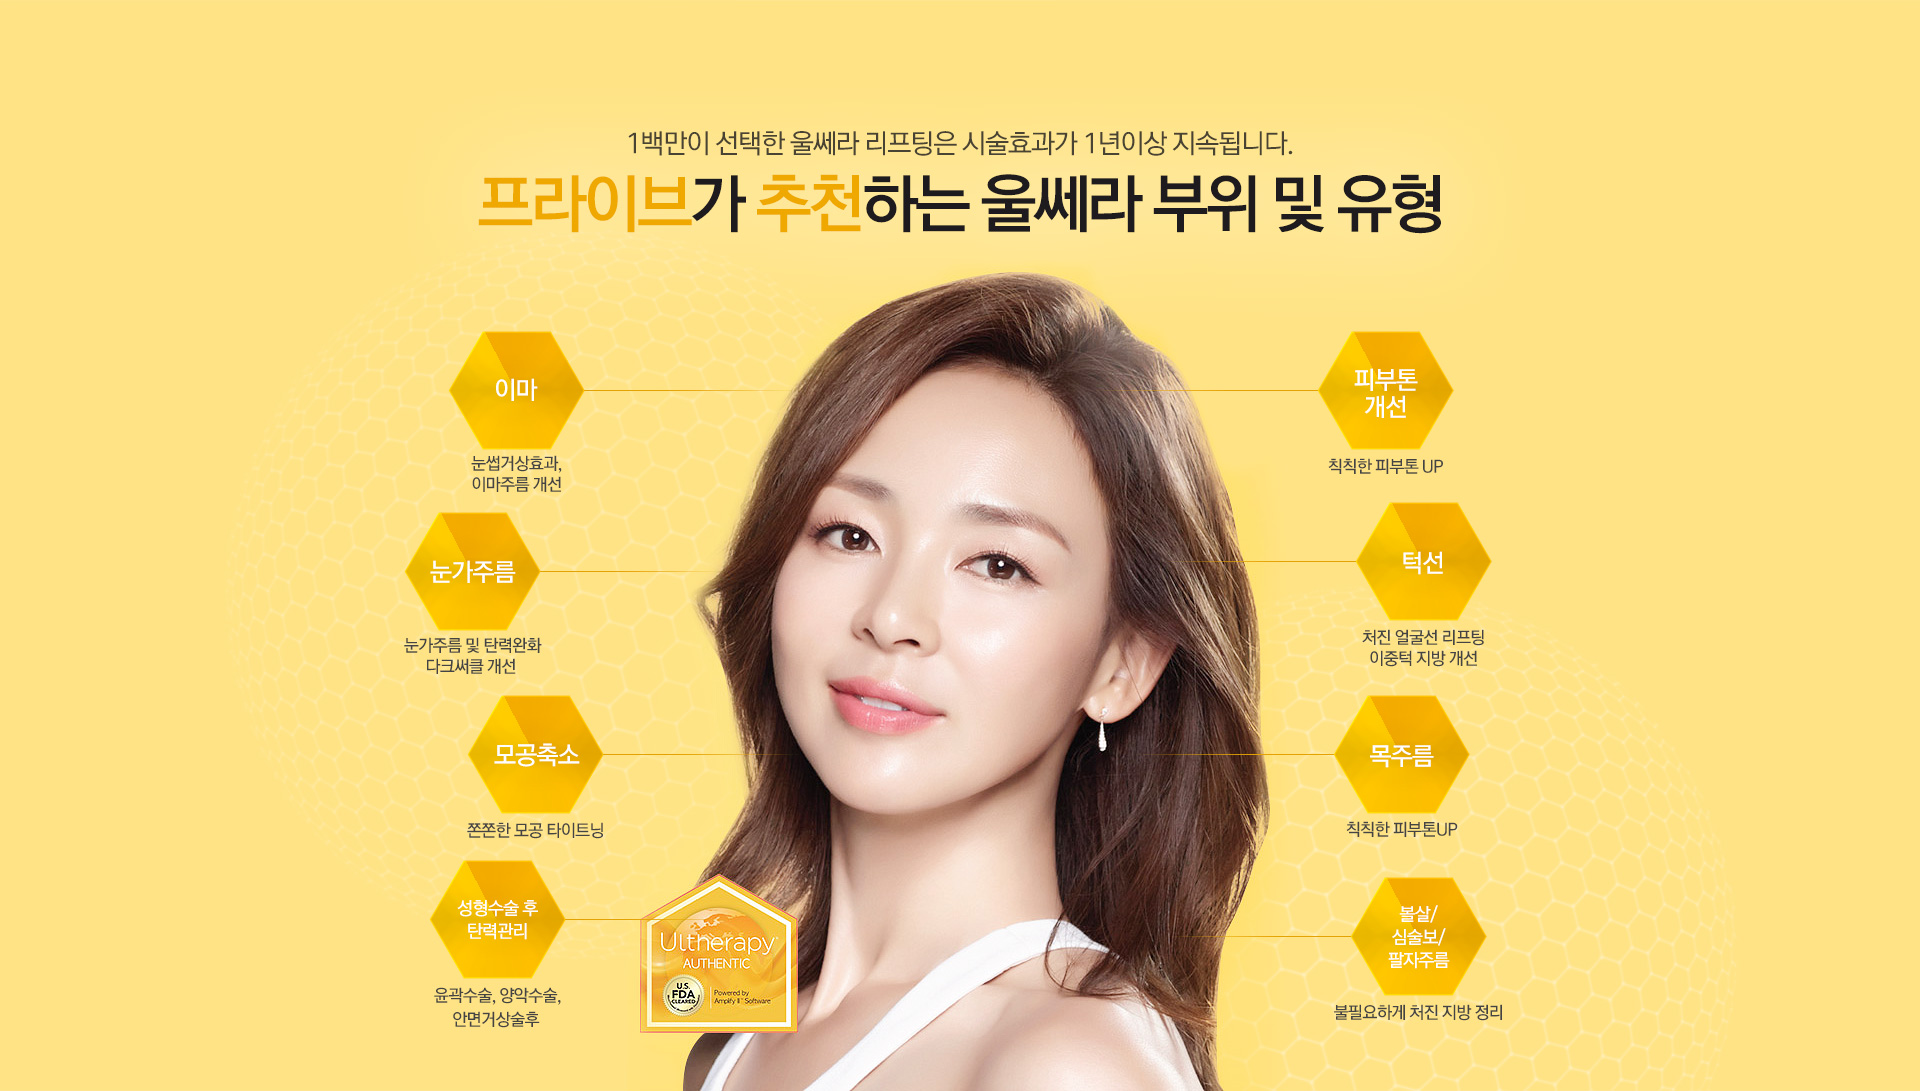 1백만이 선택한 울쎄라 리프팅은 시술효과가 1년이상 지속됩니다.
프라이브가 추천하는 울쎄라 부위 및 유형
이마
눈썹거상효과,
이마주름 개선
눈가주름
눈가주름 및 탄력완화
다크써클 개선
모공축소
쫀쫀한 모공 타이트닝
성형수술 후
탄력관리
윤곽수술, 양악수술,
안면거상술후
피부톤
개선
칙칙한 피부톤 UP
턱선
처진 얼굴선 리프팅
이중턱 지방 개선
목주름
칙칙한 피부톤UP
볼살/
심술보/
팔자주름
불필요하게 처진 지방 정리
Ultherapy
AUTHENTIC
U.S.
FDA
CLEARED
Powered by
Amplify II™ Software